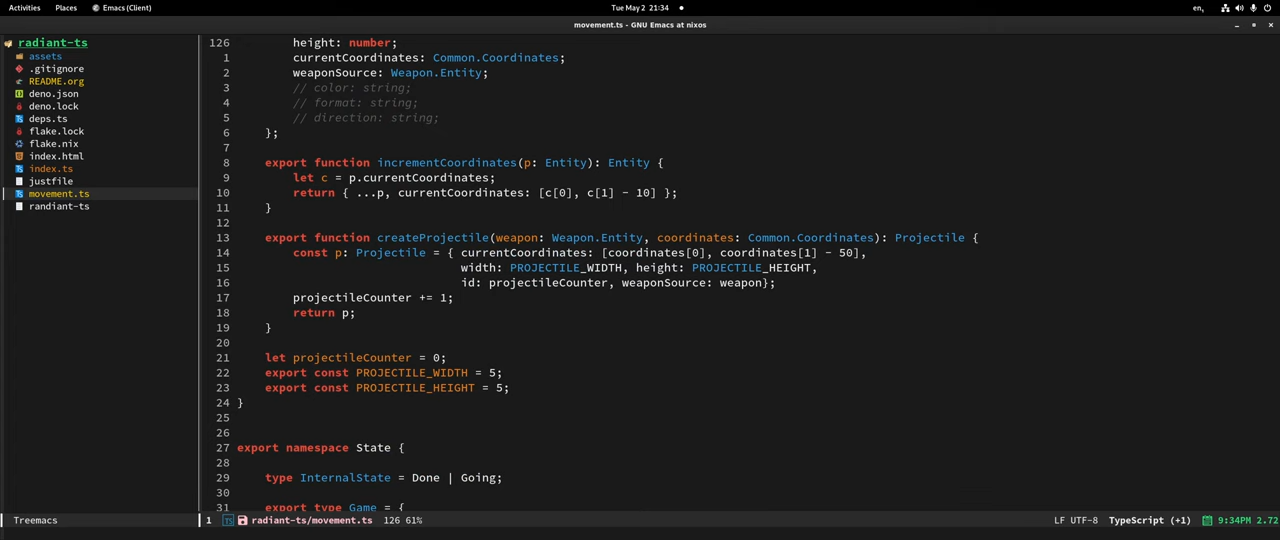 Activities Places Emacs (Client) Tue May 2 21:34 en,
movement.ts - GNU Emacs at nixos
radiant-ts
assets
.gitignore
README.org
deno.json
deno.lock
deps.ts
flake.lock
flake.nix
index.html
index.ts
justfile
movement.ts
randiant-ts
Treemacs
126 height: number;
1 currentCoordinates: Common.Coordinates;
2 weaponSource: Weapon.Entity;
3 // color: string;
4 // format: string;
5 // direction: string;
6 };
7
8 export function incrementCoordinates(p: Entity): Entity {
9 let c = p.currentCoordinates;
10 return { ...p, currentCoordinates: [c[0], c[1] - 10] };
11 }
12
13 export function createProjectile(weapon: Weapon.Entity, coordinates: Common.Coordinates): Projectile {
14 const p: Projectile = { currentCoordinates: [coordinates[0], coordinates[1] - 50],
15 width: PROJECTILE_WIDTH, height: PROJECTILE_HEIGHT,
16 id: projectileCounter, weaponSource: weapon};
17 projectileCounter += 1;
18 return p;
19 }
20
21 let projectileCounter = 0;
22 export const PROJECTILE_WIDTH = 5;
23 export const PROJECTILE_HEIGHT = 5;
24 }
25
26
27 export namespace State {
28
29 type InternalState = Done | Going;
30
31 export type Game = {
1 TS radiant-ts/movement.ts 126 61% LF UTF-8 TypeScript (+1) 9:34PM 2.72